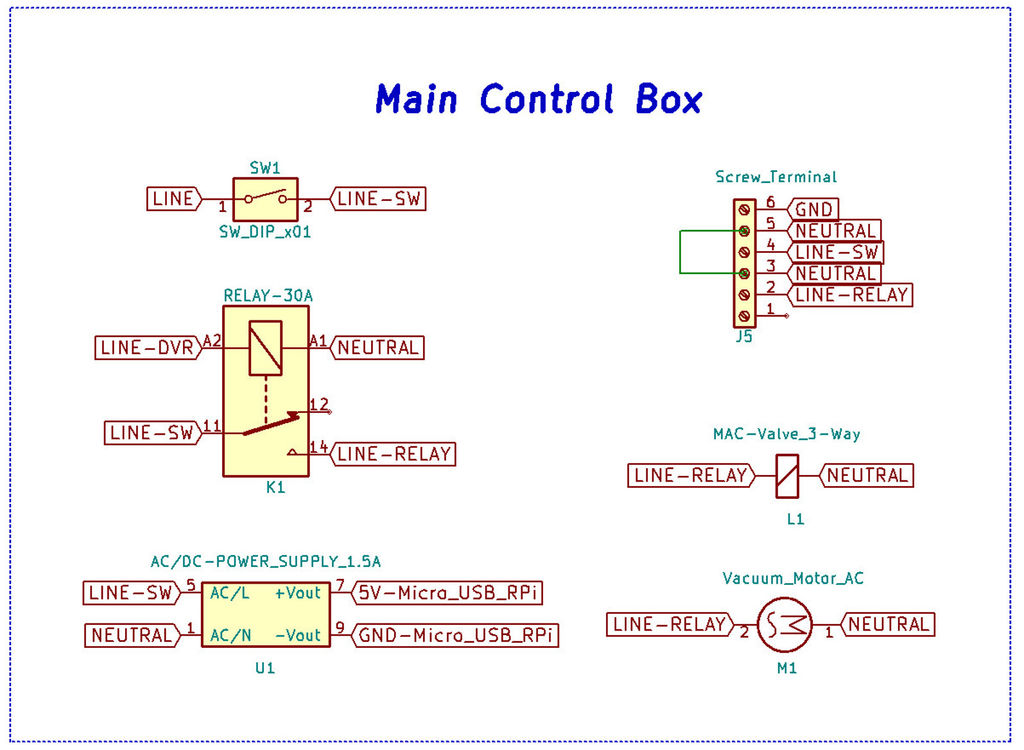 Main Control Box
SW1
LINE 1 2 LINE-SW
SW_DIP_x01
RELAY-30A
LINE-DVR A2 A1 NEUTRAL
12
LINE-SW 11
14 LINE-RELAY
K1
AC/DC-POWER_SUPPLY_1.5A
LINE-SW 5 AC/L +Vout 7 5V-Micro_USB_RPi
NEUTRAL 1 AC/N -Vout 9 GND-Micro_USB_RPi
U1
Screw_Terminal
6 GND
5 NEUTRAL
4 LINE-SW
3 NEUTRAL
2 LINE-RELAY
1
J5
MAC-Valve_3-Way
LINE-RELAY NEUTRAL
L1
Vacuum_Motor_AC
LINE-RELAY 2 M 1 NEUTRAL
M1